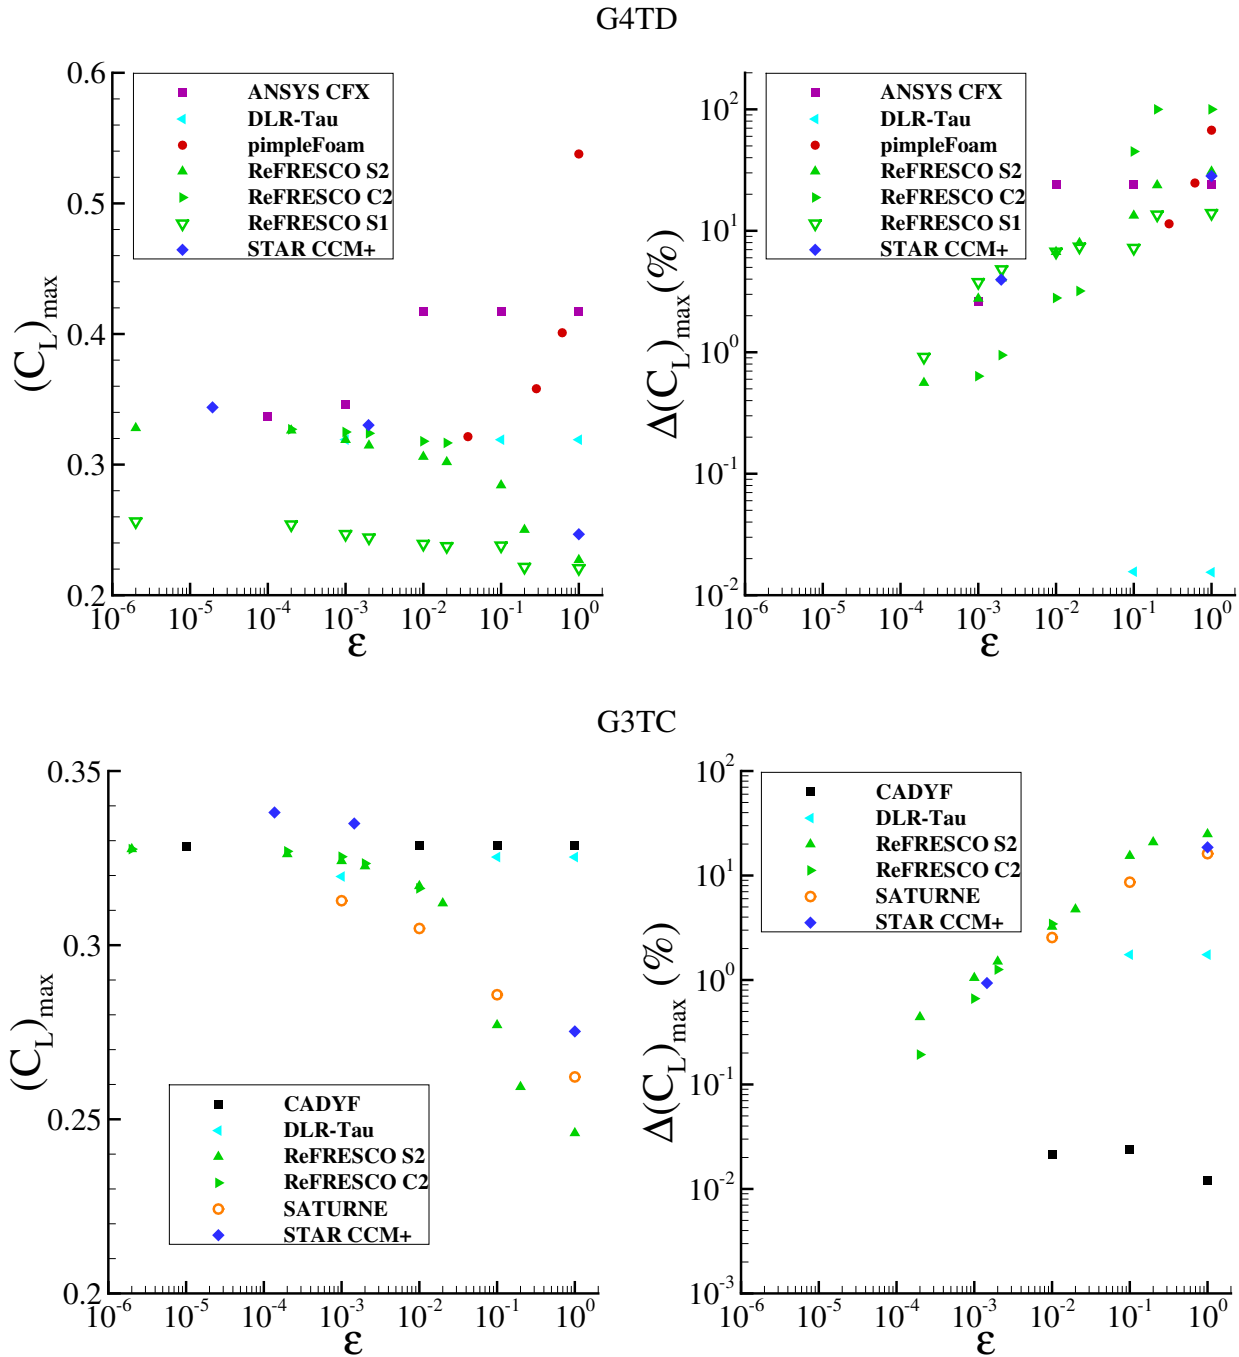 G4TD
0.6
0.5
0.4
0.3
0.2
(C_L)_max
ANSYS CFX
DLR-Tau
pimpleFoam
ReFRESCO S2
ReFRESCO C2
ReFRESCO S1
STAR CCM+
10^-6 10^-5 10^-4 10^-3 10^-2 10^-1 10^0
ε
10^2
10^1
10^0
10^-1
10^-2
Δ(C_L)_max(%)
ANSYS CFX
DLR-Tau
pimpleFoam
ReFRESCO S2
ReFRESCO C2
ReFRESCO S1
STAR CCM+
10^-6 10^-5 10^-4 10^-3 10^-2 10^-1 10^0
ε
G3TC
0.35
0.3
0.25
0.2
(C_L)_max
CADYF
DLR-Tau
ReFRESCO S2
ReFRESCO C2
SATURNE
STAR CCM+
10^-6 10^-5 10^-4 10^-3 10^-2 10^-1 10^0
ε
10^2
10^1
10^0
10^-1
10^-2
10^-3
Δ(C_L)_max (%)
CADYF
DLR-Tau
ReFRESCO S2
ReFRESCO C2
SATURNE
STAR CCM+
10^-6 10^-5 10^-4 10^-3 10^-2 10^-1 10^0
ε